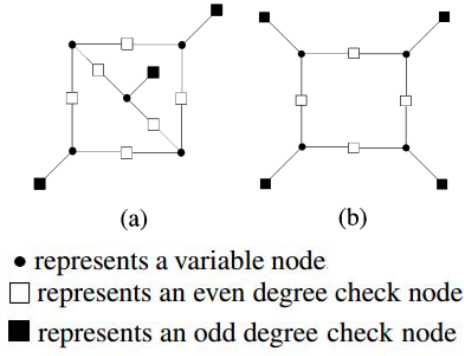 (a) (b)
represents a variable node
represents an even degree check node
represents an odd degree check node